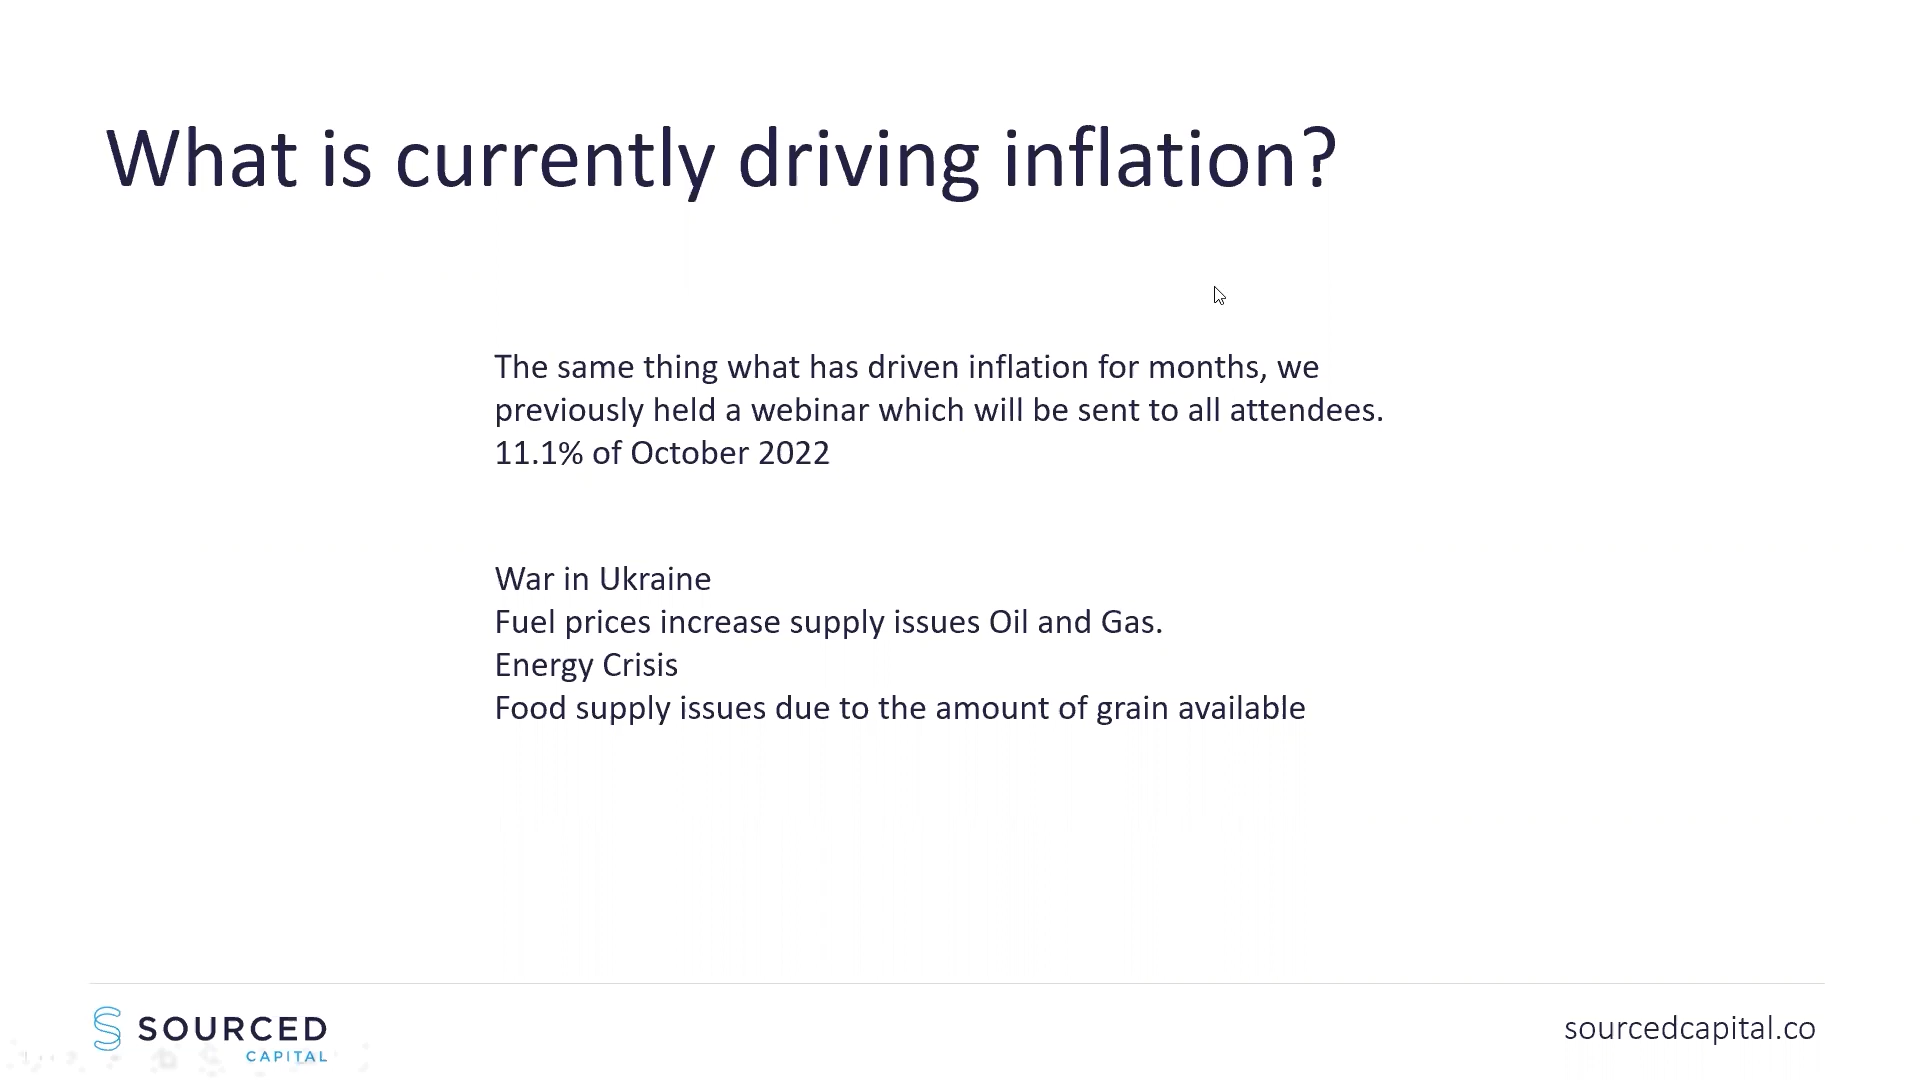 What is currently driving inflation?
The same thing what has driven inflation for months, we
previously held a webinar which will be sent to all attendees.
11.1% of October 2022
War in Ukraine
Fuel prices increase supply issues Oil and Gas.
Energy Crisis
Food supply issues due to the amount of grain available
SOURCED
CAPITAL
sourcedcapital.co